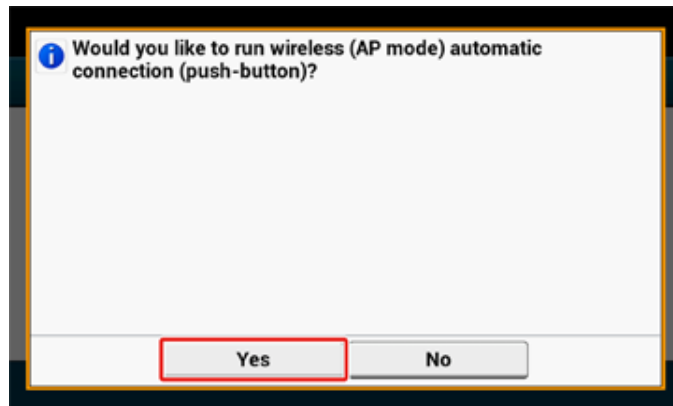 Would you like to run wireless (AP mode) automatic
connection (push-button)?
Yes
No